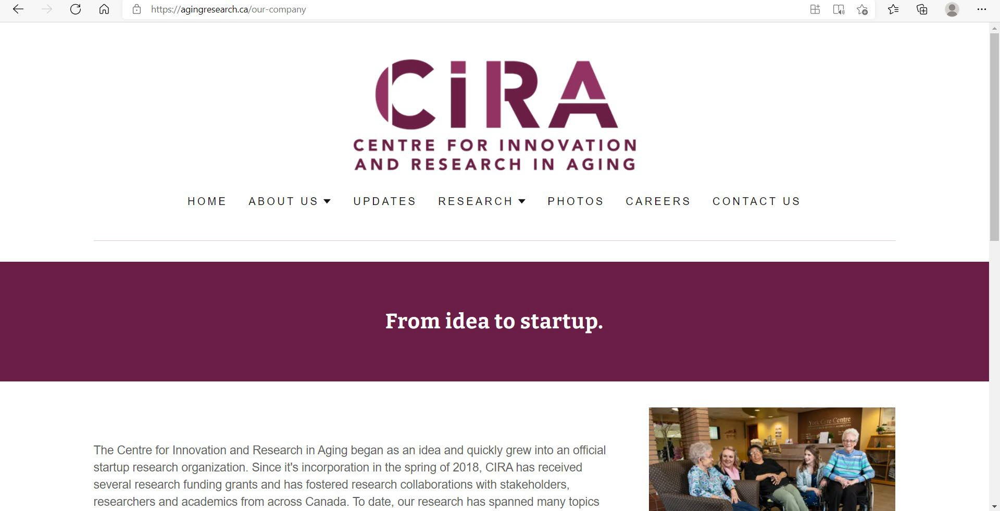 https://agingresearch.ca/our-company
CiRA
CENTRE FOR INNOVATION
AND RESEARCH IN AGING
HOME ABOUT US UPDATES RESEARCH PHOTOS CAREERS CONTACT US
From idea to startup.
The Centre for Innovation and Research in Aging began as an idea and quickly grew into an official
startup research organization. Since it's incorporation in the spring of 2018, CIRA has received
several research funding grants and has fostered research collaborations with stakeholders,
researchers and academics from across Canada. To date, our research has spanned many topics
York Care Centre